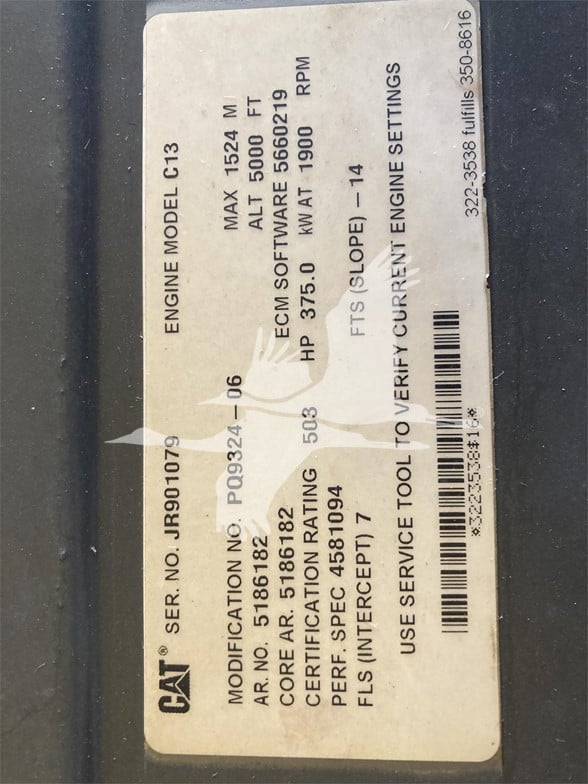 CAT® SER. NO. JR901079 ENGINE MODEL C13
MODIFICATION NO. PQ9324-06 MAX 1524 M
AR. NO. 5186182 ALT 5000 FT
CORE AR. 5186182 ECM SOFTWARE 5660219
CERTIFICATION RATING 503 HP 375.0 kW AT 1900 RPM
PERF. SPEC 4581094
FLS (INTERCEPT) 7 FTS (SLOPE) -14
USE SERVICE TOOL TO VERIFY CURRENT ENGINE SETTINGS
*3223538$16*
322-3538 fulfills 350-8616